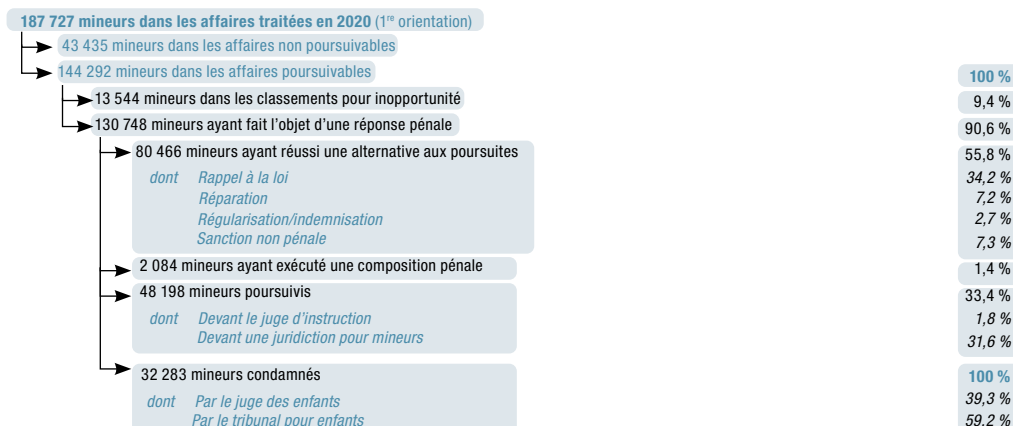 187 727 mineurs dans les affaires traitées en 2020 (1re orientation)
43 435 mineurs dans les affaires non poursuivables
144 292 mineurs dans les affaires poursuivables 100 %
13 544 mineurs dans les classements pour inopportunité 9,4 %
130 748 mineurs ayant fait l'objet d'une réponse pénale 90,6 %
80 466 mineurs ayant réussi une alternative aux poursuites 55,8 %
dont Rappel à la loi 34,2 %
Réparation 7,2 %
Régularisation/indemnisation 2,7 %
Sanction non pénale 7,3 %
2 084 mineurs ayant exécuté une composition pénale 1,4 %
48 198 mineurs poursuivis 33,4 %
dont Devant le juge d'instruction 1,8 %
Devant une juridiction pour mineurs 31,6 %
32 283 mineurs condamnés 100 %
dont Par le juge des enfants 39,3 %
Par le tribunal pour enfants 59,2 %